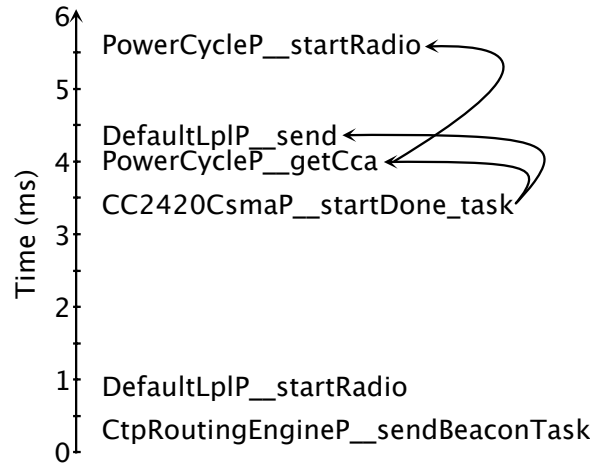 6
PowerCycleP__startRadio
5
DefaultLplP__send
4
PowerCycleP__getCca
CC2420CsmaP__startDone_task
3
Time (ms)
2
1
DefaultLplP__startRadio
CtpRoutingEngineP__sendBeaconTask
0